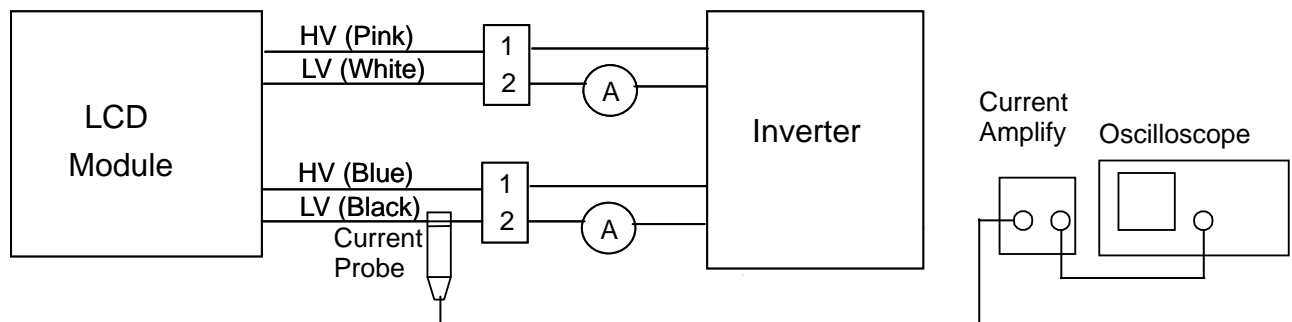 HV (Pink)
LV (White)
1
2
A
LCD
Module
Inverter
HV (Blue)
LV (Black)
1
2
A
Current
Probe
Current
Amplify
Oscilloscope